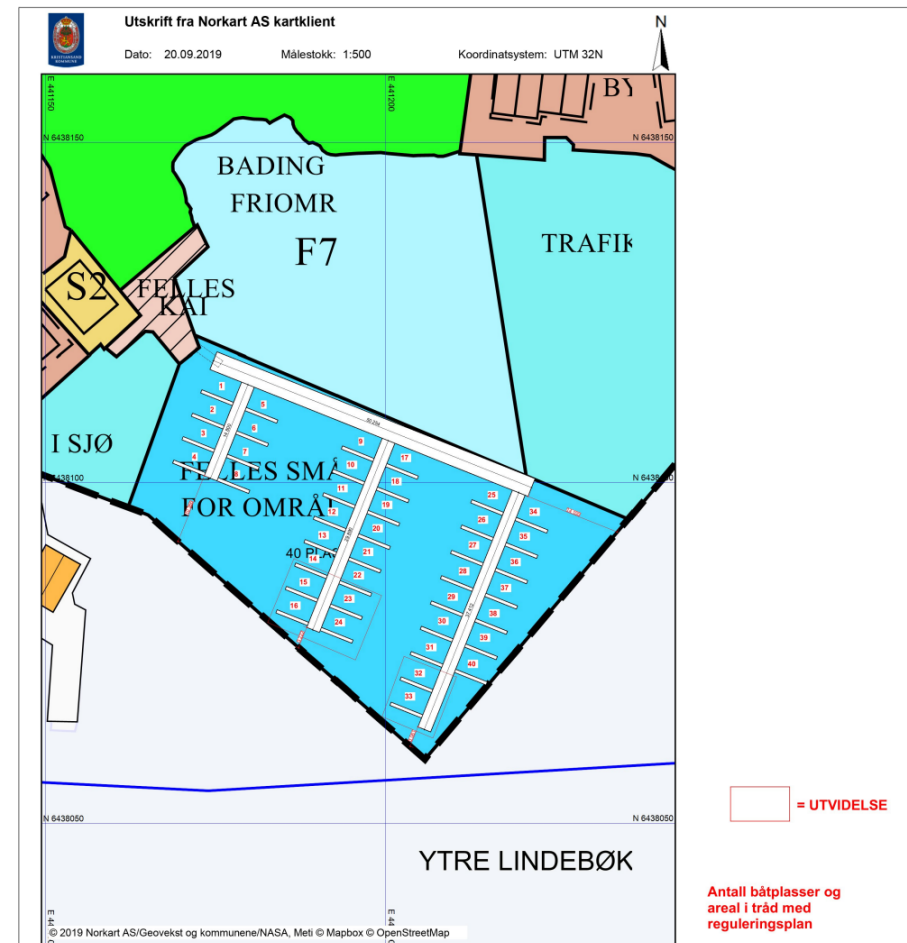 Utskrift fra Norkart AS kartklient
N
Dato: 20.09.2019 Målestokk: 1:500 Koordinatsystem: UTM 32N
KRISTIANSAND
KOMMUNE
E 441150
E 441200
BY
N 6438150
N 6438150
BADING
FRIOMR
F7
TRAFIK
S2
FELLES
KAI
1
2
3
4
5
6
7
8
9
10
11
12
13
14
15
16
17
18
19
20
21
22
23
24
25
26
27
28
29
30
31
32
33
34
35
36
37
38
39
40
I SJØ
N 6438100
FELLES SMÅ
FOR OMRÅ
40 PLA
N 6438050
N 6438050
= UTVIDELSE
YTRE LINDEBØK
Antall båtplasser og
areal i tråd med
reguleringsplan
E 44
E 44
© 2019 Norkart AS/Geovekst og kommunene/NASA, Meti © Mapbox © OpenStreetMap